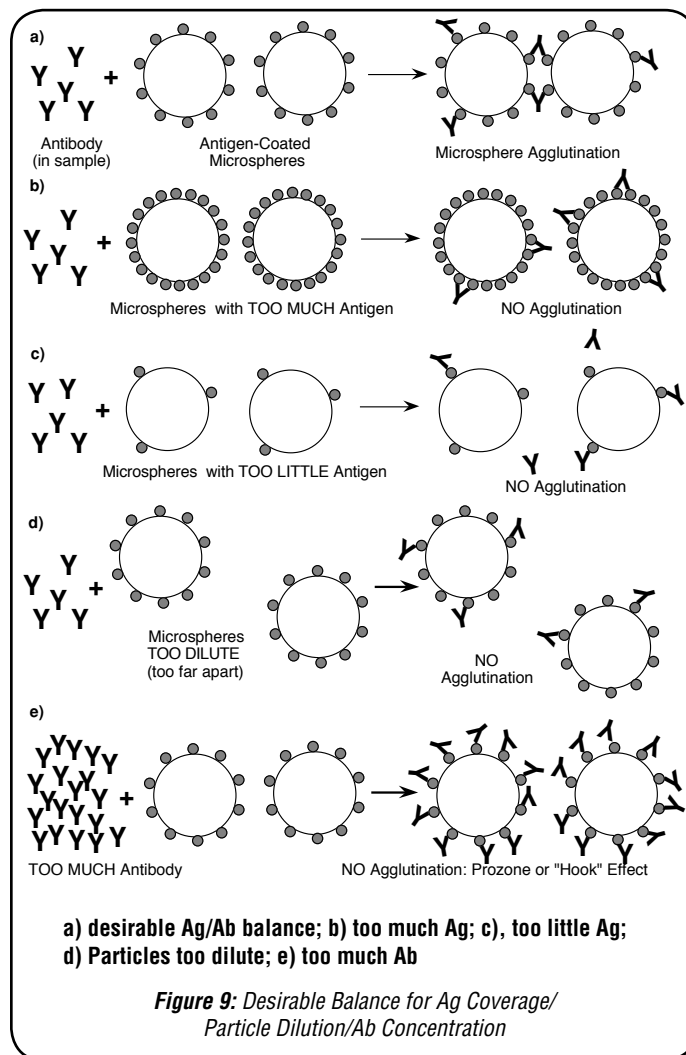 a)
Y Y Y Y Y +
Antibody
(in sample)
Antigen-Coated
Microspheres
Microsphere Agglutination
b)
Y Y Y Y Y +
Microspheres with TOO MUCH Antigen
NO Agglutination
c)
Y Y Y Y Y +
Microspheres with TOO LITTLE Antigen
NO Agglutination
d)
Y Y Y Y Y +
Microspheres
TOO DILUTE
(too far apart)
NO
Agglutination
e)
+
TOO MUCH Antibody
NO Agglutination: Prozone or "Hook" Effect
a) desirable Ag/Ab balance; b) too much Ag; c), too little Ag;
d) Particles too dilute; e) too much Ab
Figure 9: Desirable Balance for Ag Coverage/
Particle Dilution/Ab Concentration